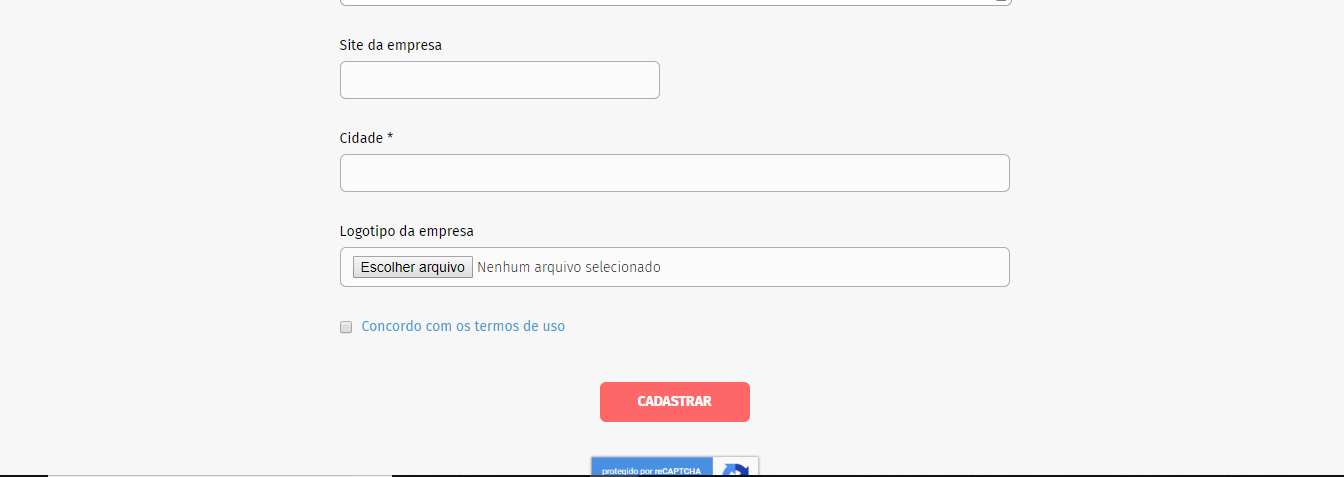 Site da empresa
Cidade *
Logotipo da empresa
Escolher arquivo Nenhum arquivo selecionado
Concordo com os termos de uso
CADASTRAR
protegido por reCAPTCHA